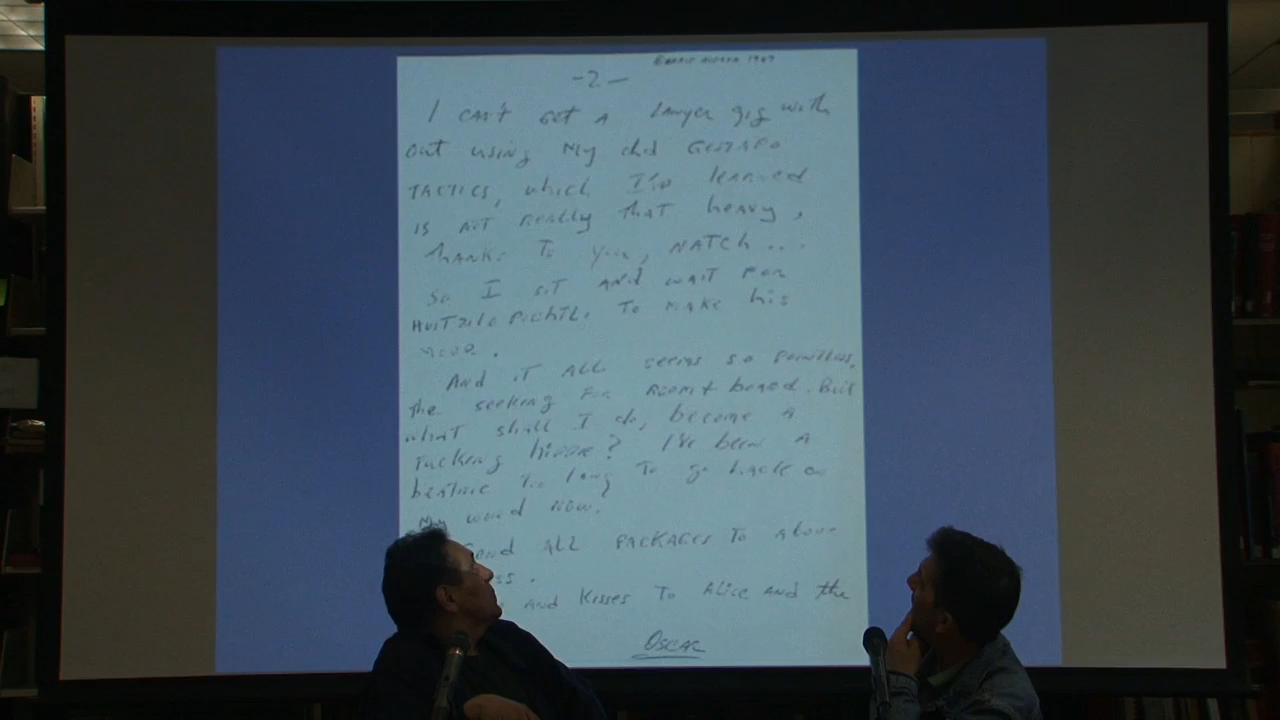 -2-
I CAN'T GET A LAWYER gig with
out using My old GESTAPO
TACTICS, which I've learned
is NOT REALLY THAT heavy,
THANKS TO you, NATCH...
So I SIT AND WAIT FOR
HUITZILOPOCHTLI TO MAKE his
MOVE.
And IT ALL seems so pointless,
The seeking FOR ROOM + board. But
what shall I do, become A
Fucking hippie? I've been A
beatnic Too long To go back on
My word NOW.
Send ALL PACKAGES TO above
AND KISSES TO ALICE AND the
OSCAR